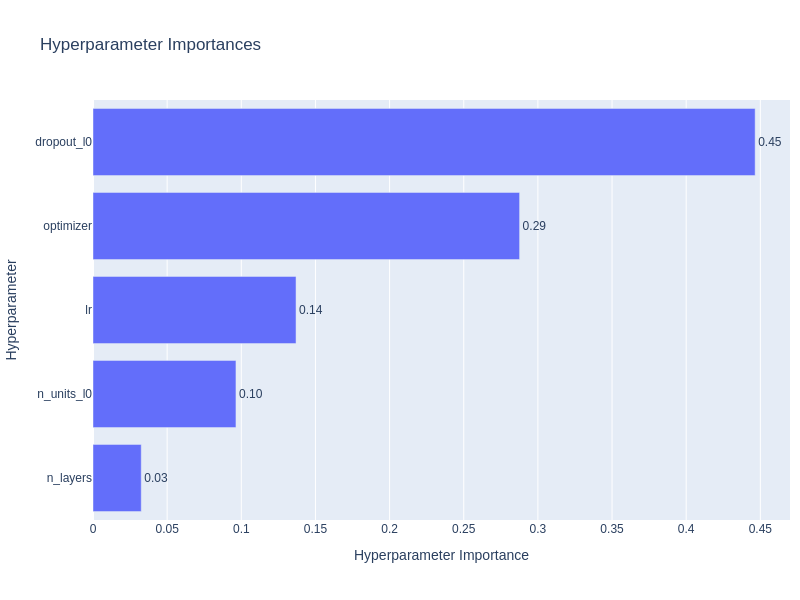 Hyperparameter Importances
Hyperparameter
dropout_l0
0.45
optimizer
0.29
lr
0.14
n_units_l0
0.10
n_layers
0.03
0 0.05 0.1 0.15 0.2 0.25 0.3 0.35 0.4 0.45
Hyperparameter Importance